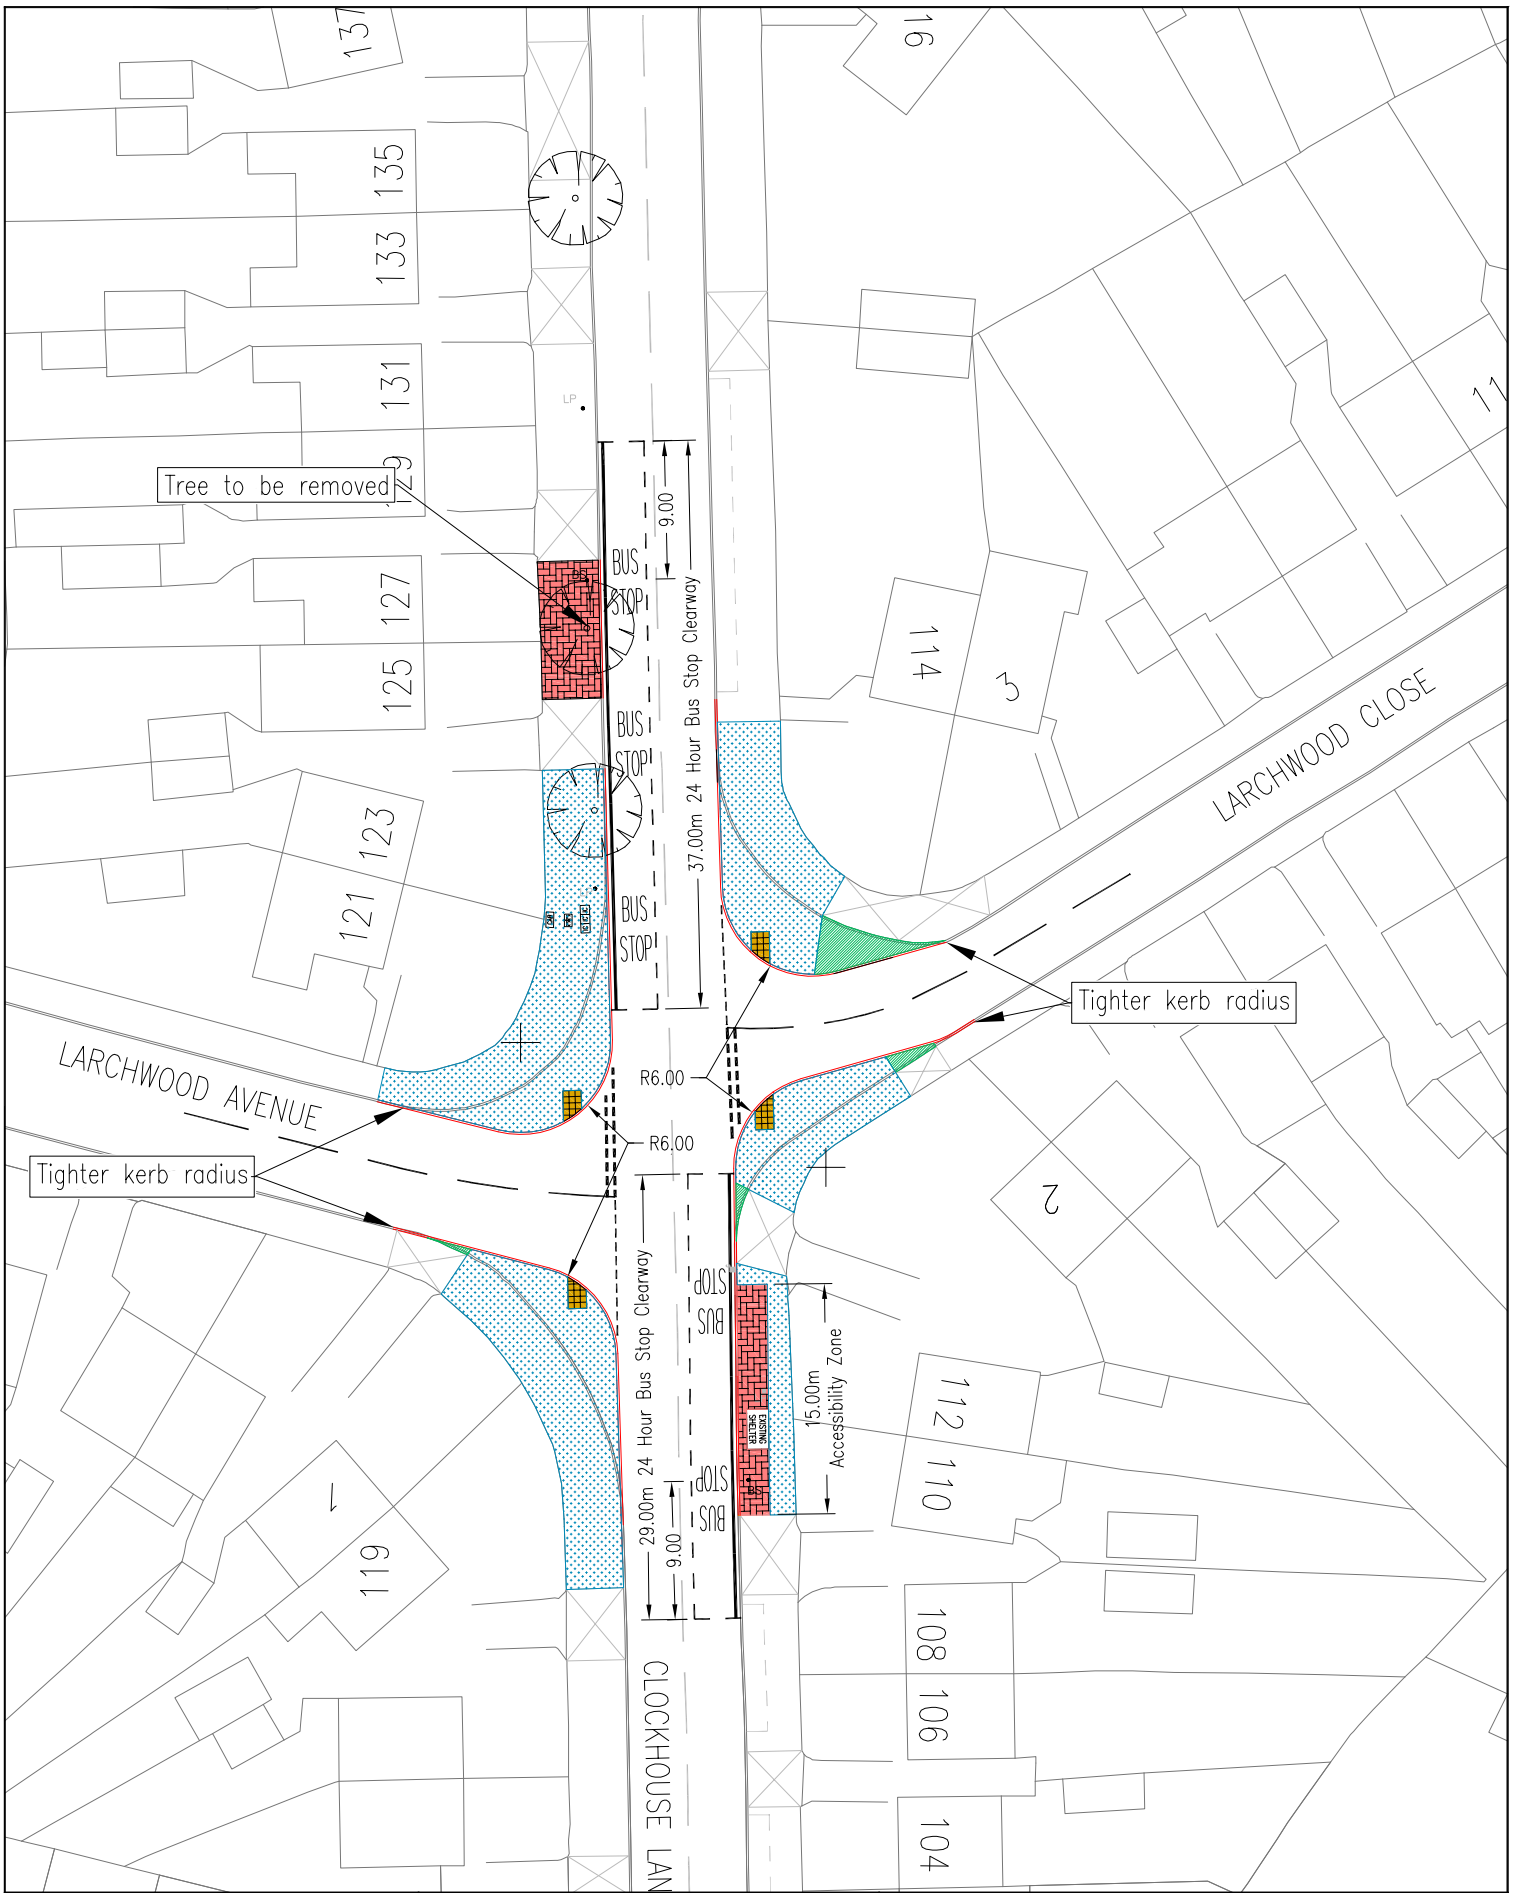 137
16
135
133
131
LP
11
129
Tree to be removed
9.00
BUS
STOP
BS
127
125
114
3
37.00m 24 Hour Bus Stop Clearway
BUS
STOP
LARCHWOOD CLOSE
123
121
BUS
STOP
Tighter kerb radius
R6.00
LARCHWOOD AVENUE
R6.00
Tighter kerb radius
2
29.00m 24 Hour Bus Stop Clearway
BUS
STOP
15.00m
Accessibility Zone
EXISTING
SHELTER
112
110
BUS
STOP
BS
9.00
1
119
108
106
CLOCKHOUSE LAN
104